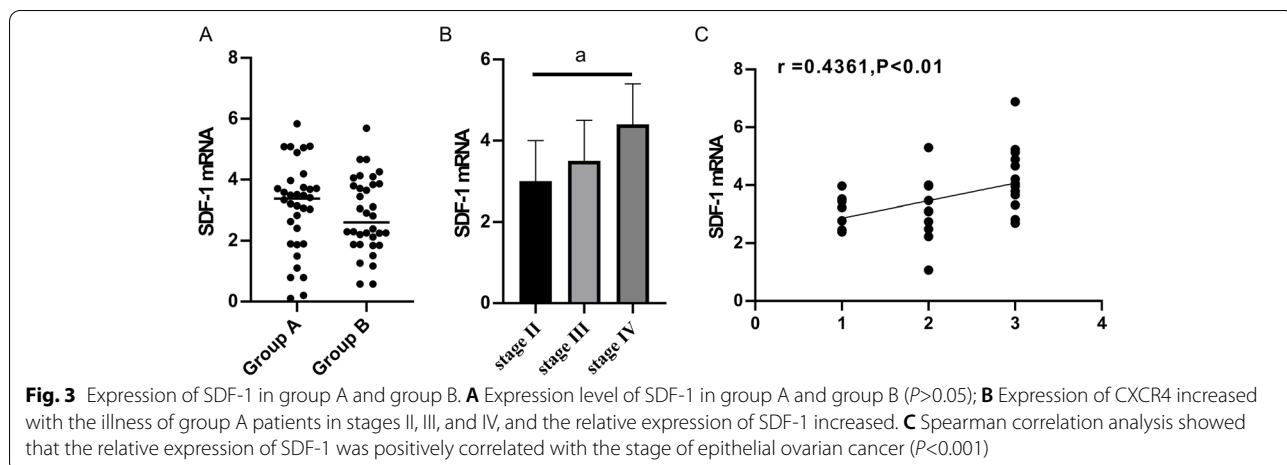 A
8
6
4
2
0
SDF-1 mRNA
Group A
Group B
B
a
6
4
2
0
SDF-1 mRNA
stage II
stage III
stage IV
C
r =0.4361,P<0.01
8
6
4
2
0
SDF-1 mRNA
0
1
2
3
4
Fig. 3 Expression of SDF-1 in group A and group B. A Expression level of SDF-1 in group A and group B (P>0.05); B Expression of CXCR4 increased
with the illness of group A patients in stages II, III, and IV, and the relative expression of SDF-1 increased. C Spearman correlation analysis showed
that the relative expression of SDF-1 was positively correlated with the stage of epithelial ovarian cancer (P<0.001)